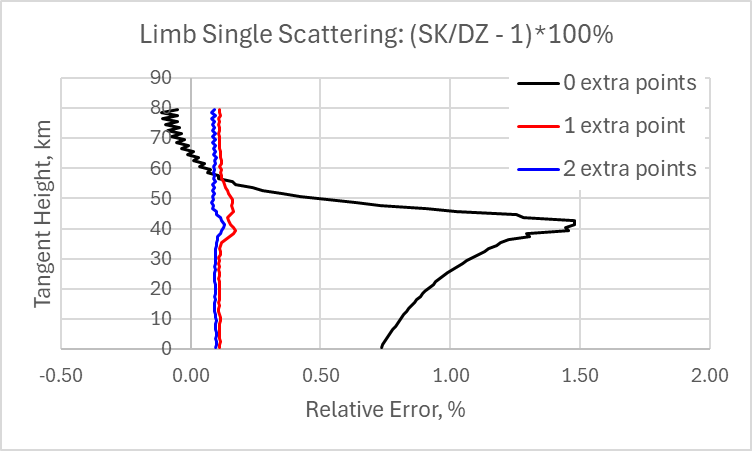 Limb Single Scattering: (SK/DZ - 1)*100%
90
80
70
60
50
40
30
20
10
0
Tangent Height, km
0 extra points
1 extra point
2 extra points
-0.50 0.00 0.50 1.00 1.50 2.00
Relative Error, %